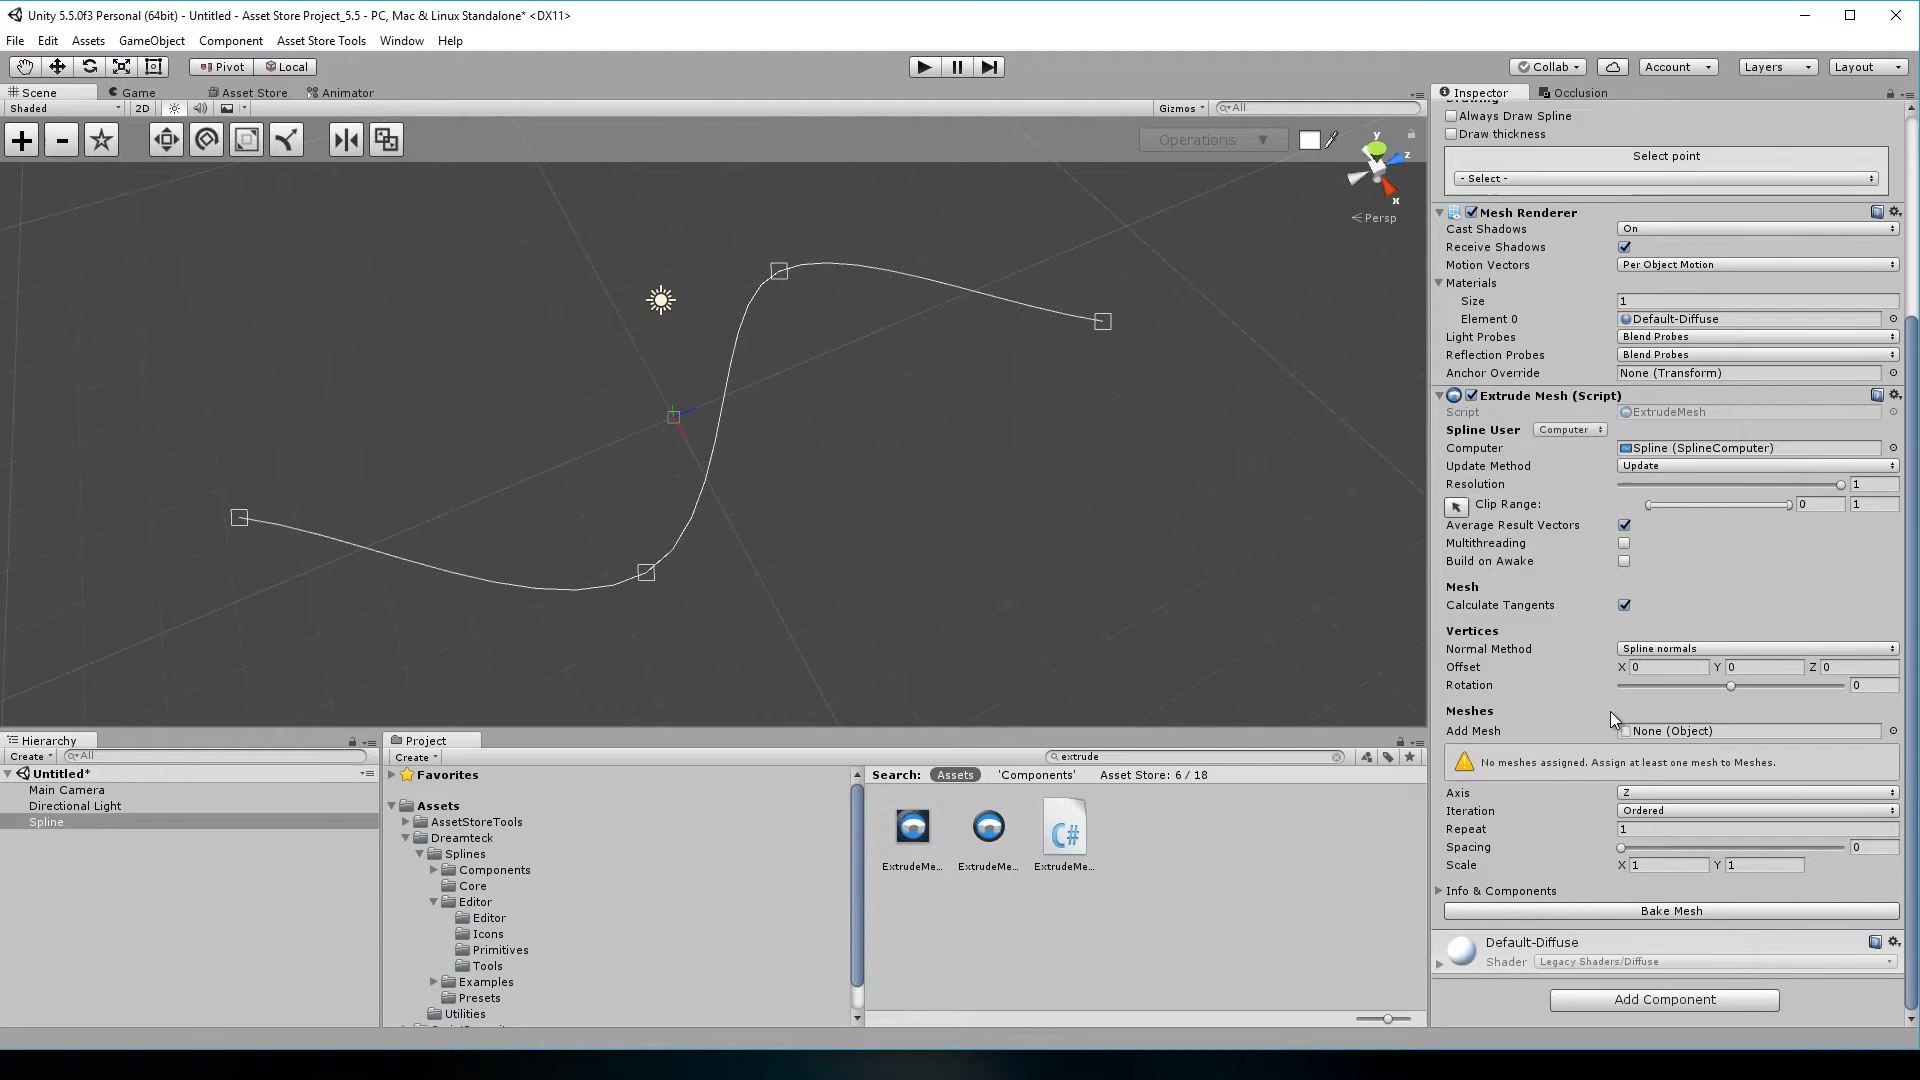 Unity 5.5.0f3 Personal (64bit) - Untitled - Asset Store Project_5.5 - PC, Mac & Linux Standalone* <DX11>
File Edit Assets GameObject Component Asset Store Tools Window Help
Pivot Local Collab Account Layers Layout
Scene Game Asset Store Animator
Shaded 2D Gizmos All
Operations
y
z
x
Persp
Inspector Occlusion
Drawing
Always Draw Spline
Draw thickness
Select point
- Select -
Mesh Renderer
Cast Shadows On
Receive Shadows
Motion Vectors Per Object Motion
Materials
Size 1
Element 0 Default-Diffuse
Light Probes Blend Probes
Reflection Probes Blend Probes
Anchor Override None (Transform)
Extrude Mesh (Script)
Script ExtrudeMesh
Spline User Computer
Computer Spline (SplineComputer)
Update Method Update
Resolution 1
Clip Range: 0 1
Average Result Vectors
Multithreading
Build on Awake
Mesh
Calculate Tangents
Vertices
Normal Method Spline normals
Offset X 0 Y 0 Z 0
Rotation 0
Meshes
Add Mesh None (Object)
No meshes assigned. Assign at least one mesh to Meshes.
Axis Z
Iteration Ordered
Repeat 1
Spacing 0
Scale X 1 Y 1
Info & Components
Bake Mesh
Default-Diffuse
Shader Legacy Shaders/Diffuse
Add Component
Hierarchy
Create All
Untitled*
Main Camera
Directional Light
Spline
Project
Create extrude
Favorites
Assets
AssetStoreTools
Dreamteck
Splines
Components
Core
Editor
Editor
Icons
Primitives
Tools
Examples
Presets
Utilities
Search: Assets 'Components' Asset Store: 6 / 18
C#
ExtrudeMe... ExtrudeMe... ExtrudeMe...